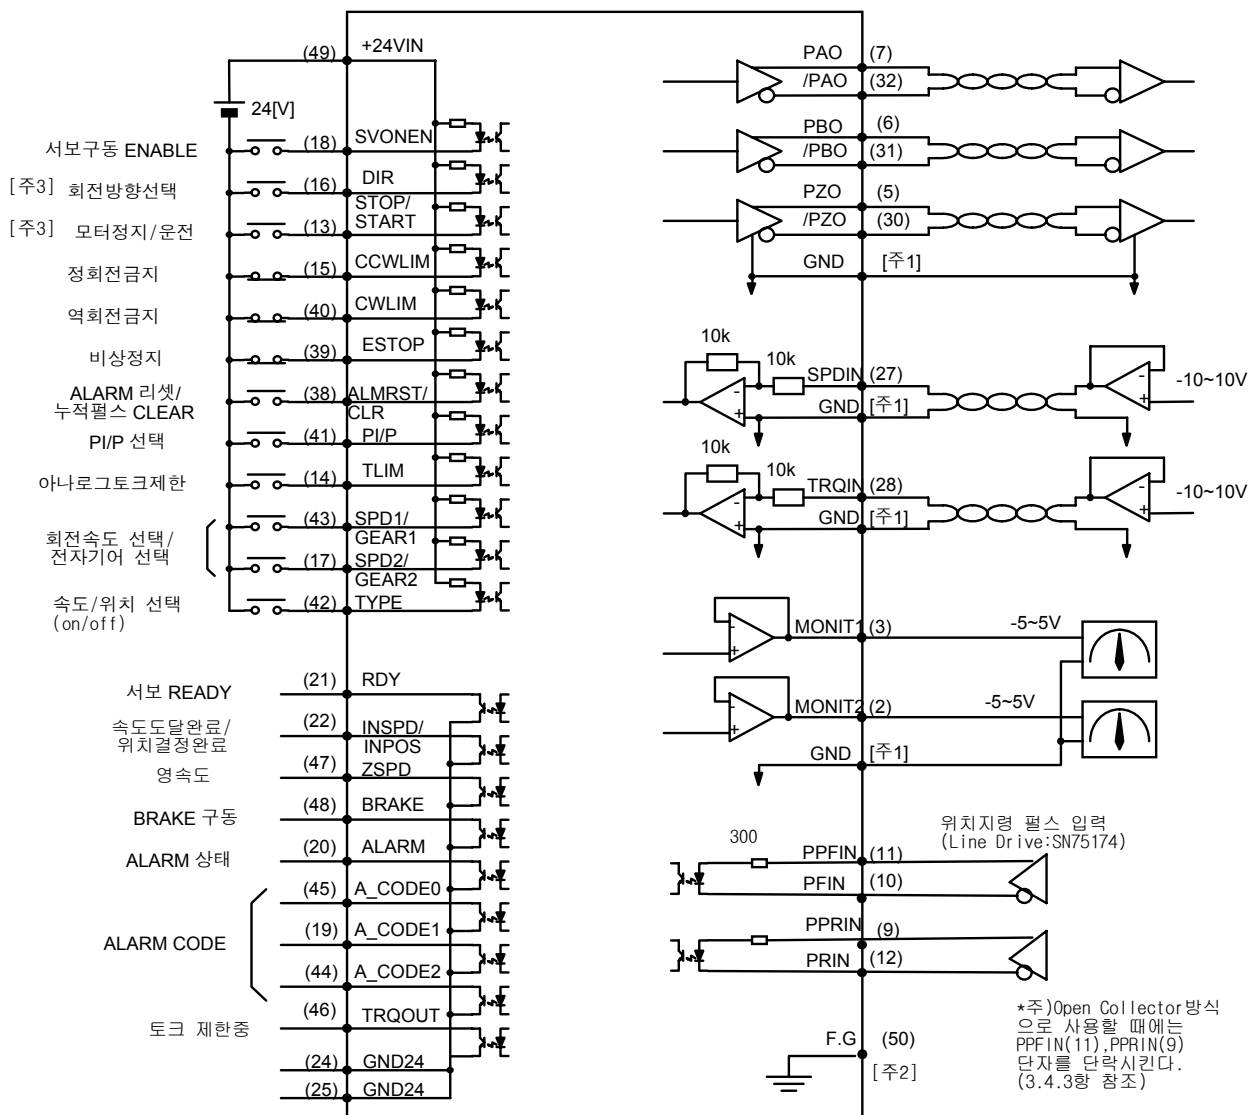 (49) +24VIN
24[V]
서보구동 ENABLE (18) SVONEN
[주3] 회전방향선택 (16) DIR
[주3] 모터정지/운전 (13) STOP/
START
정회전금지 (15) CCWLIM
역회전금지 (40) CWLIM
비상정지 (39) ESTOP
ALARM 리셋/
누적펄스 CLEAR (38) ALMRST/
CLR
PI/P 선택 (41) PI/P
아나로그토크제한 (14) TLIM
회전속도 선택/
전자기어 선택
(43) SPD1/
GEAR1
(17) SPD2/
GEAR2
속도/위치 선택
(on/off)
(42) TYPE
서보 READY (21) RDY
속도도달완료/
위치결정완료
(22) INSPD/
INPOS
영속도 (47) ZSPD
BRAKE 구동 (48) BRAKE
ALARM 상태 (20) ALARM
ALARM CODE
(45) A_CODE0
(19) A_CODE1
(44) A_CODE2
토크 제한중 (46) TRQOUT
(24) GND24
(25) GND24
PAO (7)
/PAO (32)
PBO (6)
/PBO (31)
PZO (5)
/PZO (30)
GND [주1]
10k
10k
SPDIN (27)
GND [주1]
-10~10V
10k
10k
TRQIN (28)
GND [주1]
-10~10V
MONIT1 (3) -5~5V
MONIT2 (2) -5~5V
GND [주1]
위치지령 펄스 입력
(Line Drive:SN75174)
300
PPFIN (11)
PFIN (10)
PPRIN (9)
PRIN (12)
F.G (50)
[주2]
*주)Open Collector방식
으로 사용할 때에는
PPFIN(11),PPRIN(9)
단자를 단락시킨다.
(3.4.3항 참조)